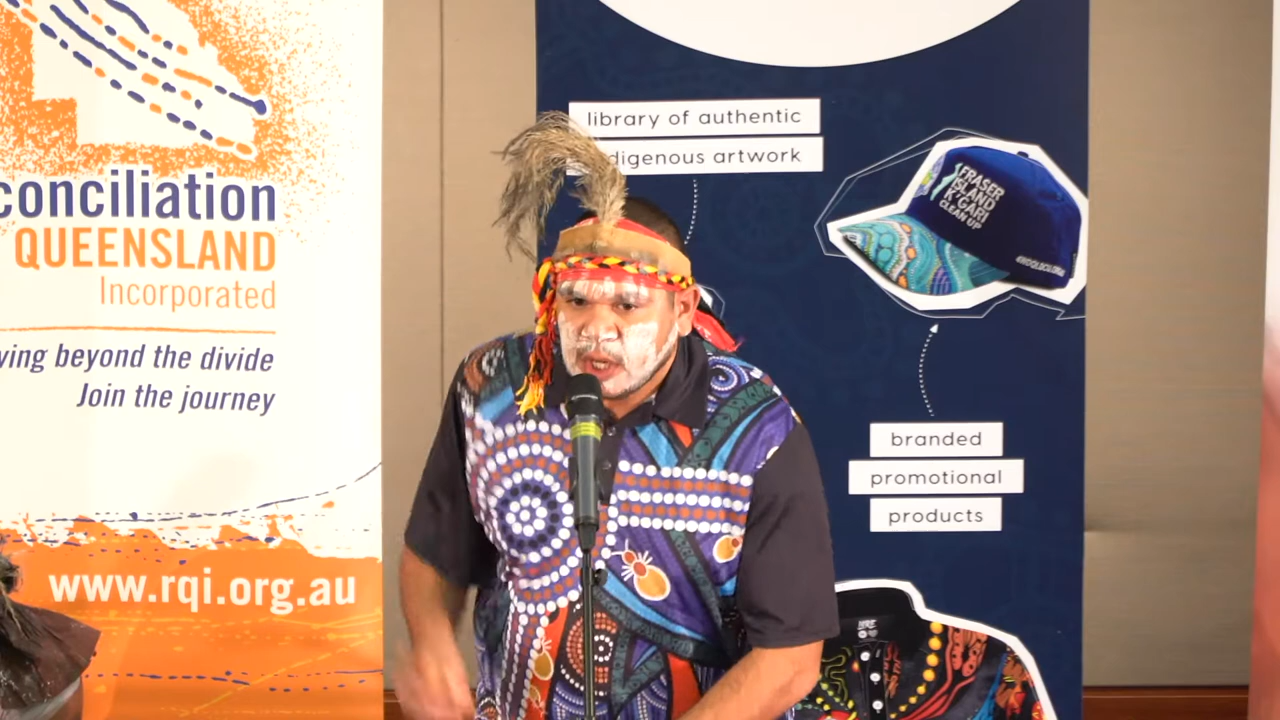 conciliation
QUEENSLAND
Incorporated
ving beyond the divide
Join the journey
www.rqi.org.au
library of authentic
digenous artwork
FRASER
ISLAND
K'GARI
CLEAN UP
branded
promotional
products